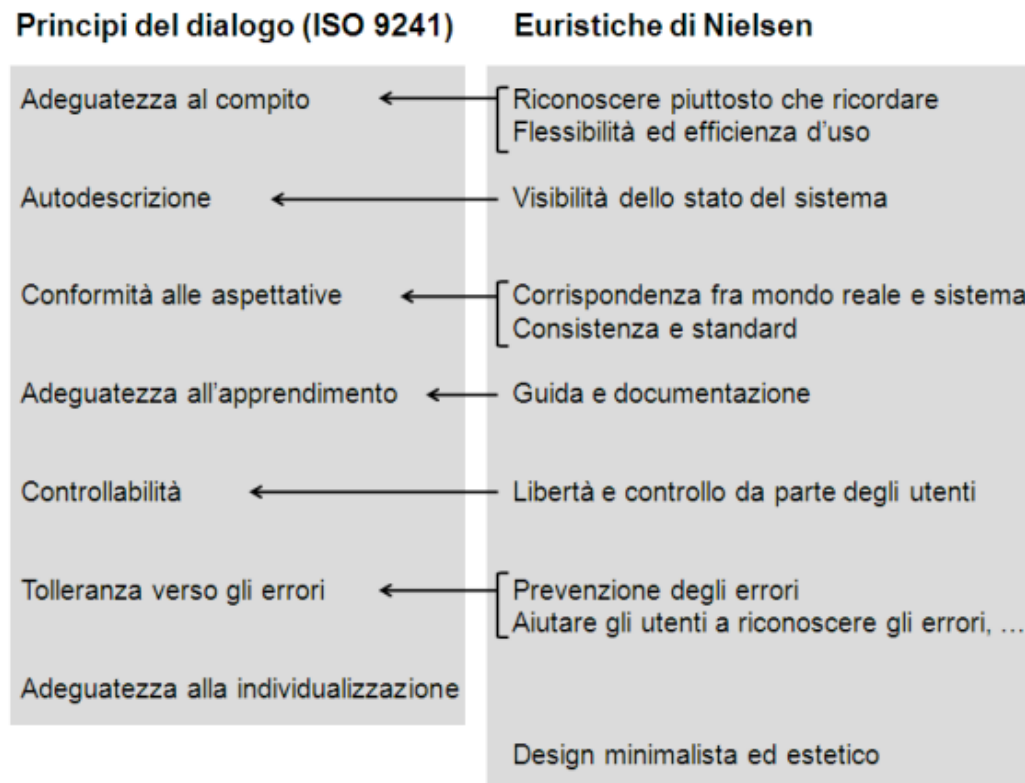 Principi del dialogo (ISO 9241)
Euristiche di Nielsen
Adeguatezza al compito
Riconoscere piuttosto che ricordare
Flessibilità ed efficienza d'uso
Autodescrizione
Visibilità dello stato del sistema
Conformità alle aspettative
Corrispondenza fra mondo reale e sistema
Consistenza e standard
Adeguatezza all'apprendimento
Guida e documentazione
Controllabilità
Libertà e controllo da parte degli utenti
Tolleranza verso gli errori
Prevenzione degli errori
Aiutare gli utenti a riconoscere gli errori, …
Adeguatezza alla individualizzazione
Design minimalista ed estetico